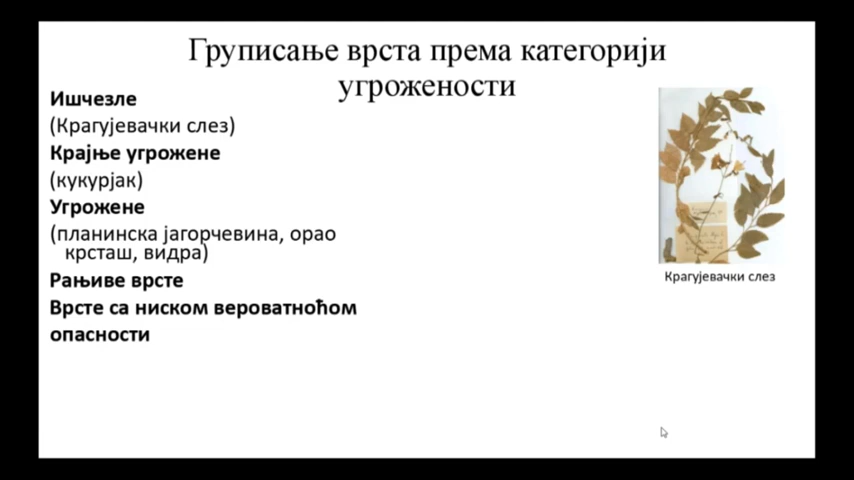 Груписање врста према категорији
угрожености
Ишчезле
(Крагујевачки слез)
Крајње угрожене
(кукурјак)
Угрожене
(планинска јагорчевина, орао
крсташ, видра)
Рањиве врсте
Врсте са ниском вероватноћом
опасности
Крагујевачки слез